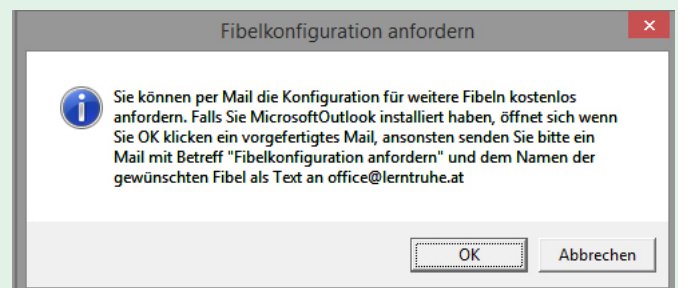 Fibelkonfiguration anfordern
Sie können per Mail die Konfiguration für weitere Fibeln kostenlos
anfordern. Falls Sie MicrosoftOutlook installiert haben, öffnet sich wenn
Sie OK klicken ein vorgefertigtes Mail, ansonsten senden Sie bitte ein
Mail mit Betreff "Fibelkonfiguration anfordern" und dem Namen der
gewünschten Fibel als Text an office@lerntruhe.at
OK Abbrechen